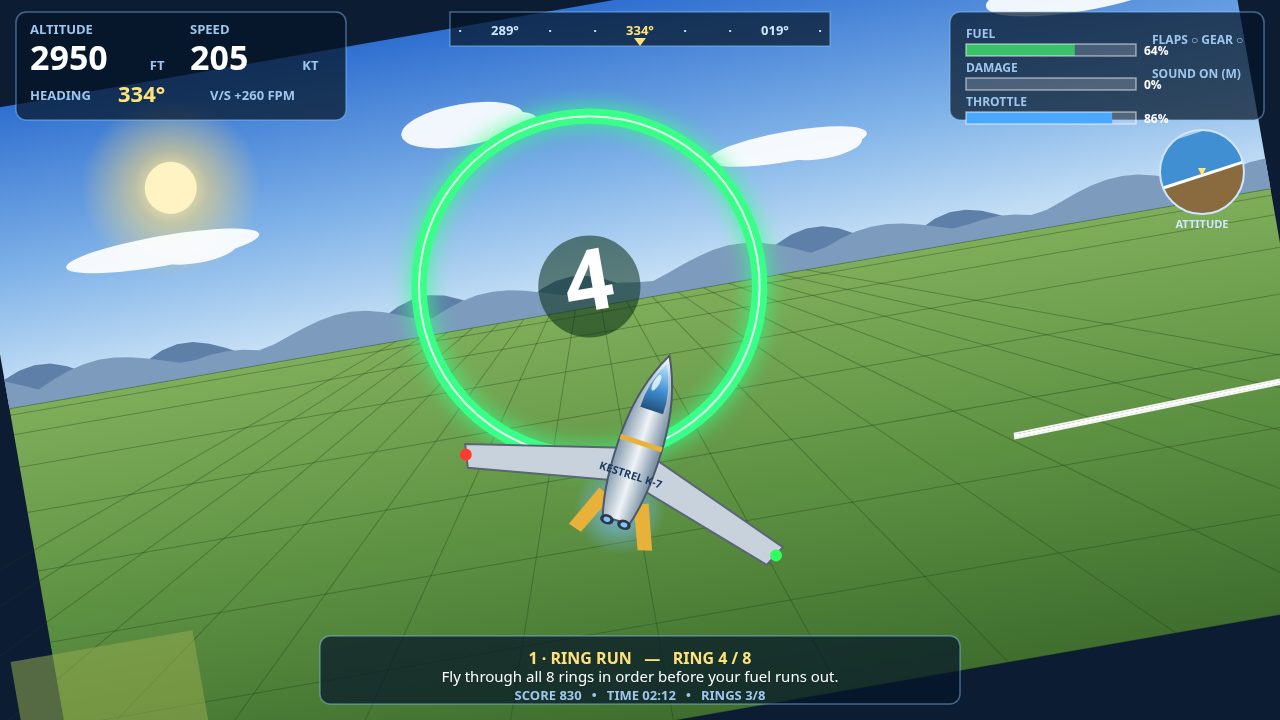 ALTITUDE SPEED
2950 FT 205 KT
HEADING 334° V/S +260 FPM
· 289° · · 334° · · 019° ·
FUEL
64%
FLAPS ○ GEAR ○
DAMAGE
0%
SOUND ON (M)
THROTTLE
86%
ATTITUDE
4
KESTREL K-7
1 · RING RUN — RING 4 / 8
Fly through all 8 rings in order before your fuel runs out.
SCORE 830 • TIME 02:12 • RINGS 3/8